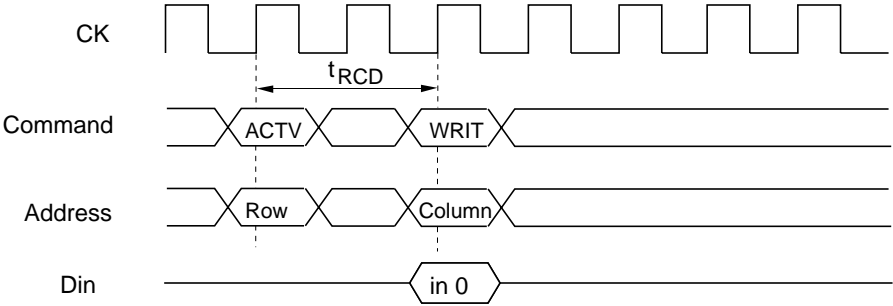 CK
tRCD
Command ACTV WRIT
Address Row Column
Din in 0